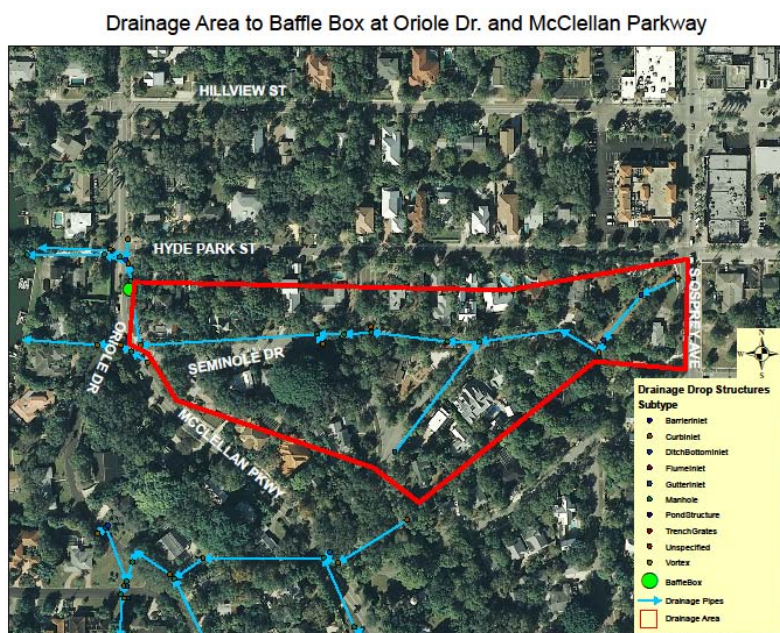 Drainage Area to Baffle Box at Oriole Dr. and McClellan Parkway
HILLVIEW ST
HYDE PARK ST
S OSPREY AVE
ORIOLE DR
SEMINOLE DR
MCCLELLAN PKWY
N
W E
S
Drainage Drop Structures
Subtype
BarrierInlet
CurbInlet
DitchBottomInlet
FlumeInlet
GutterInlet
Manhole
PondStructure
TrenchGrates
Unspecified
Vortex
BaffleBox
Drainage Pipes
Drainage Area